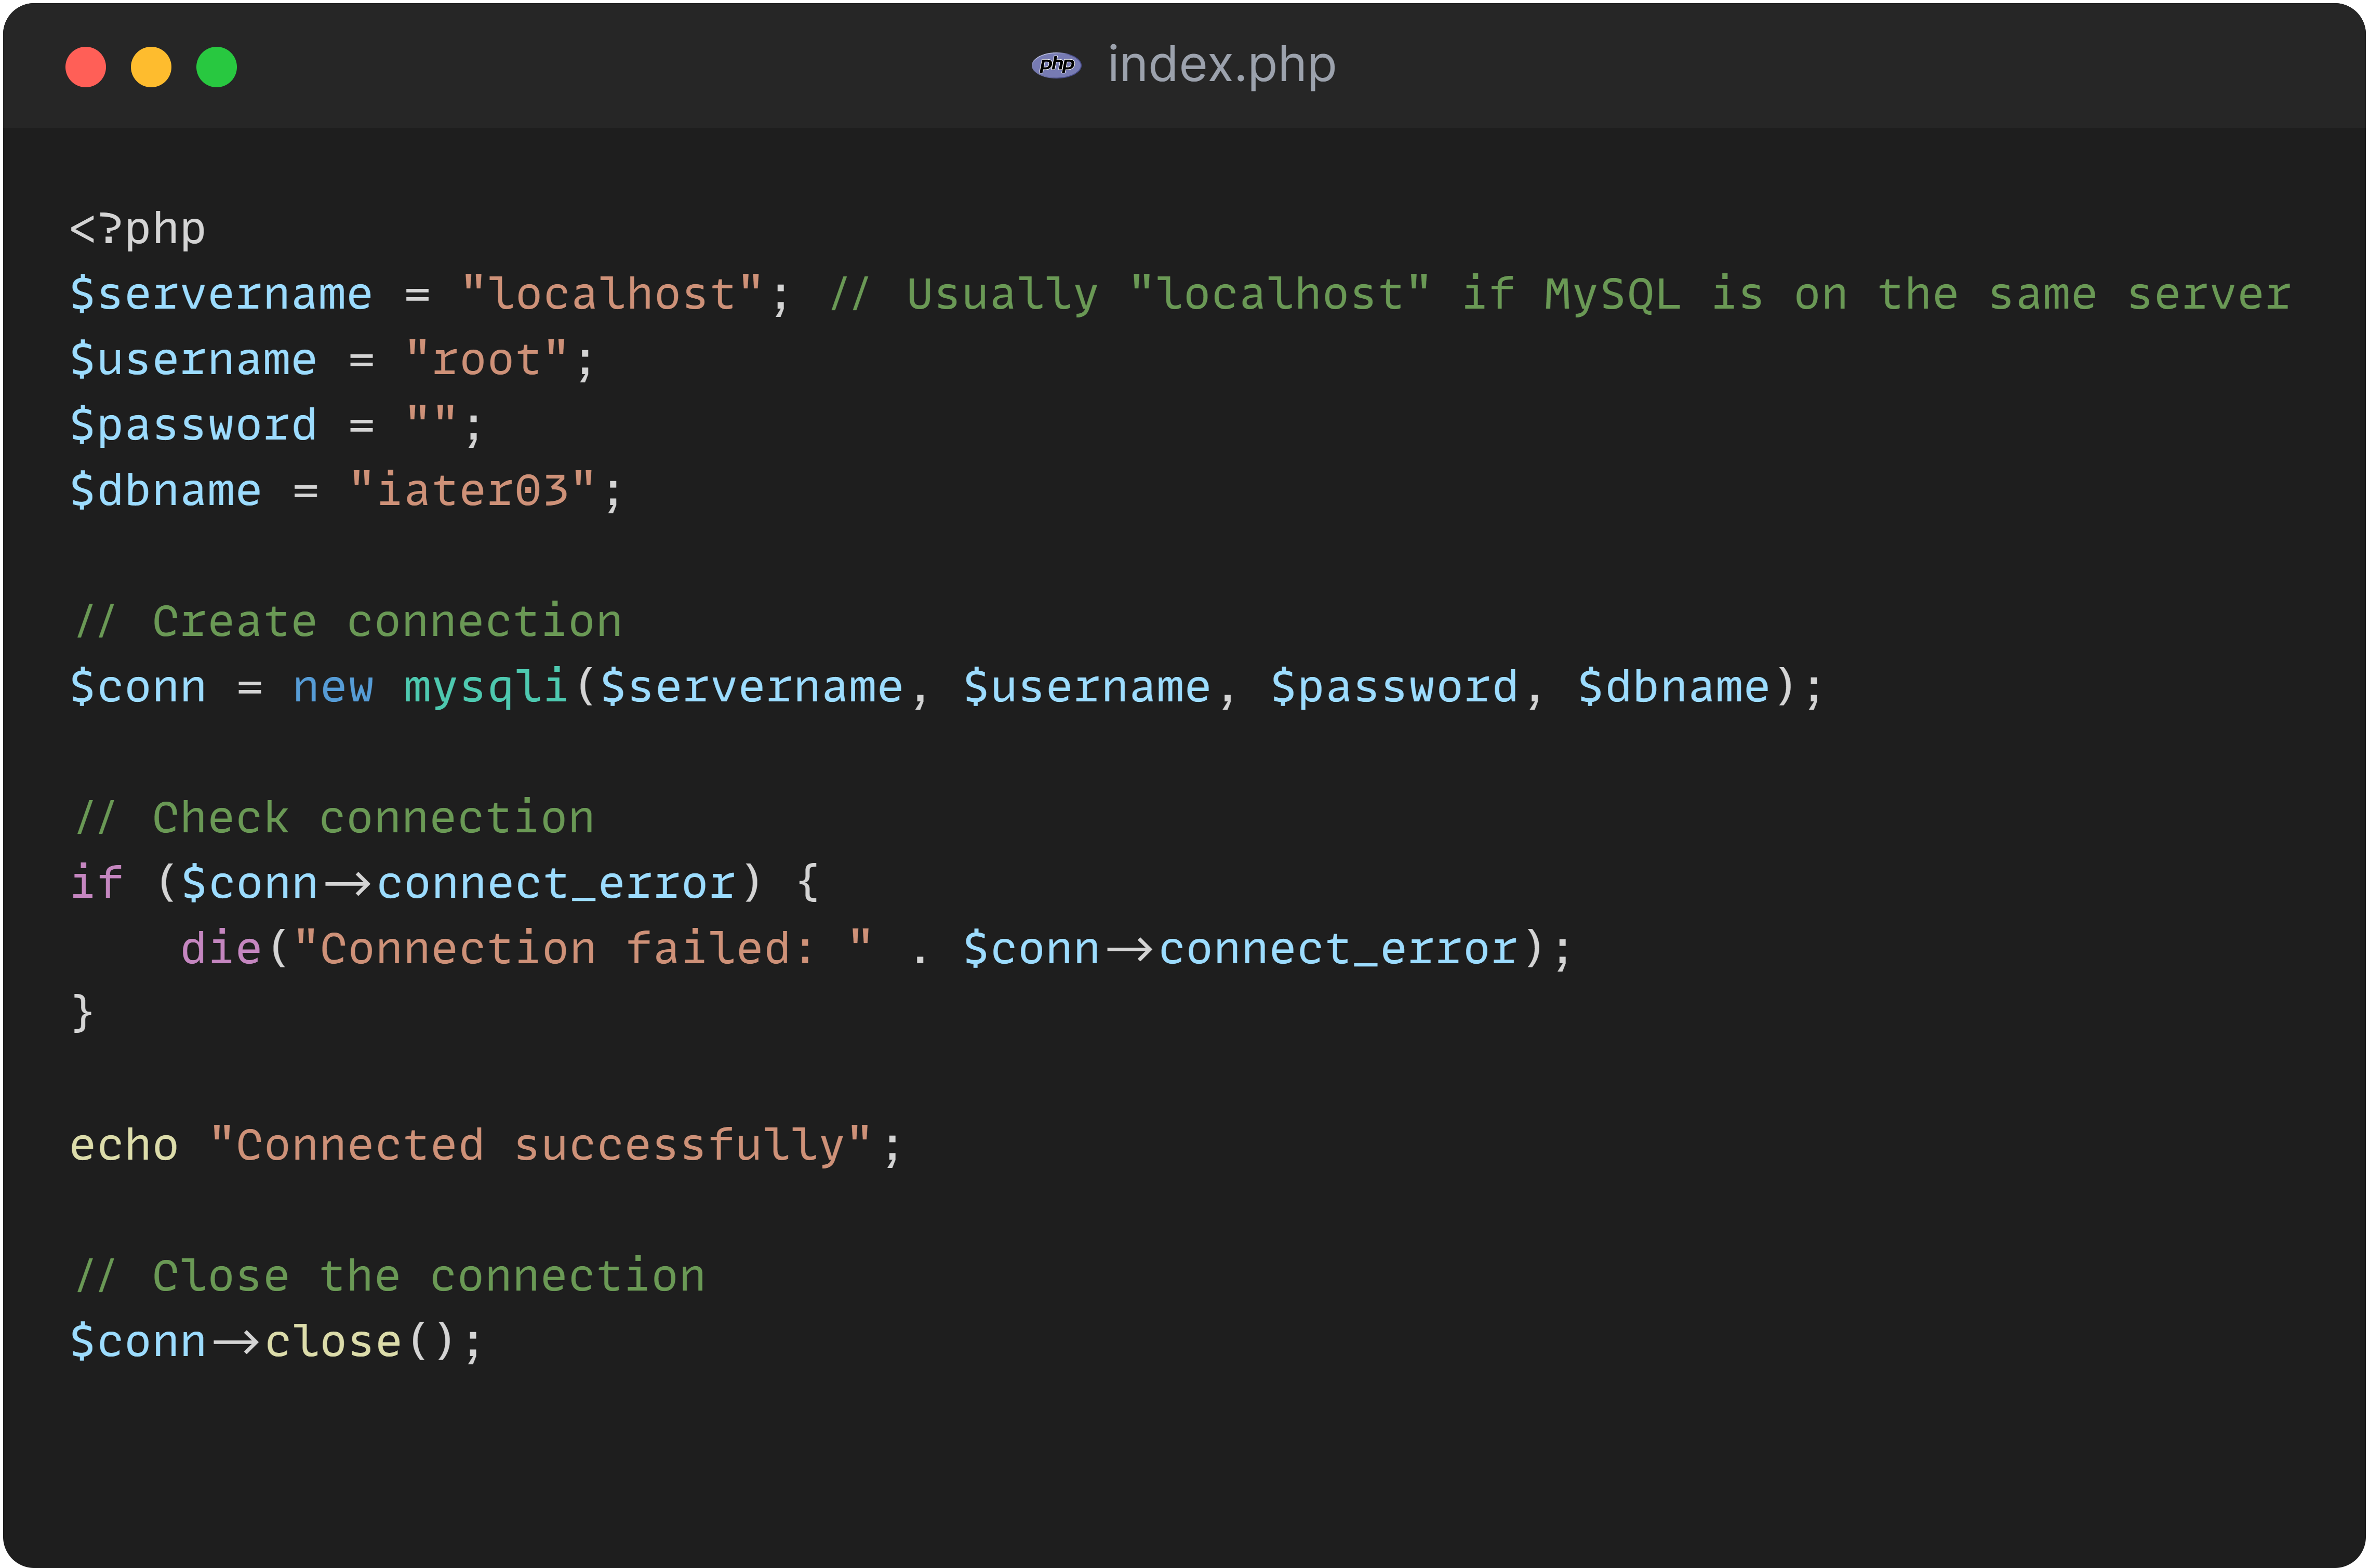 php index.php
<?php
$servername = "localhost"; // Usually "localhost" if MySQL is on the same server
$username = "root";
$password = "";
$dbname = "iater03";

// Create connection
$conn = new mysqli($servername, $username, $password, $dbname);

// Check connection
if ($conn->connect_error) {
    die("Connection failed: " . $conn->connect_error);
}

echo "Connected successfully";

// Close the connection
$conn->close();